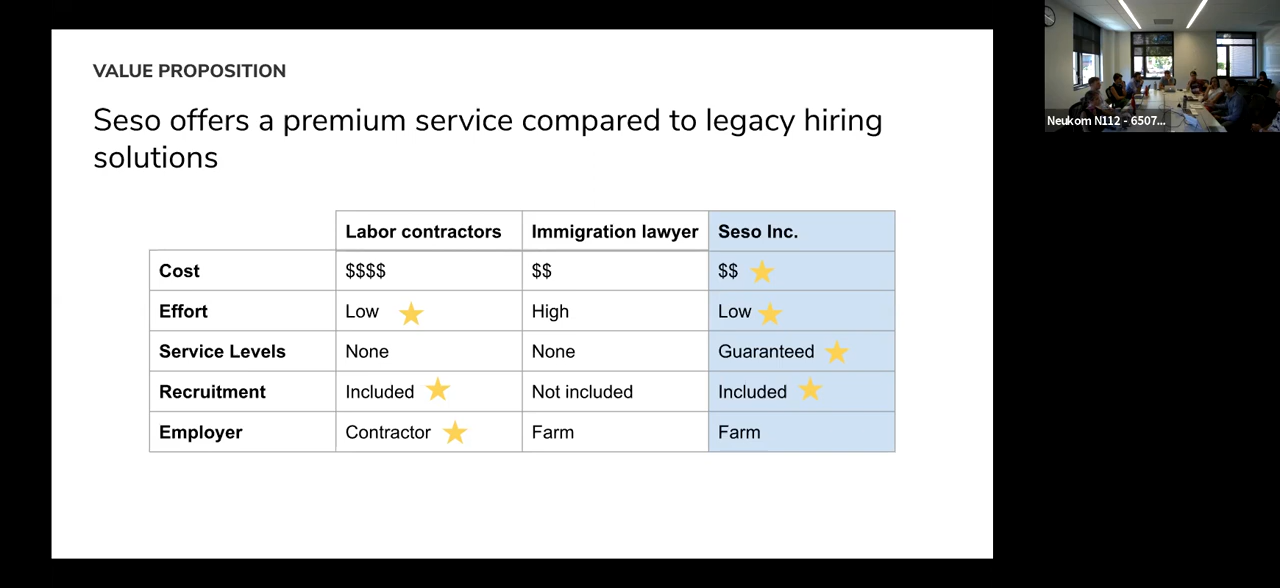 VALUE PROPOSITION
Seso offers a premium service compared to legacy hiring
solutions
Labor contractors Immigration lawyer Seso Inc.
Cost $$$$ $$ $$
Effort Low High Low
Service Levels None None Guaranteed
Recruitment Included Not included Included
Employer Contractor Farm Farm
Neukom N112 - 6507...